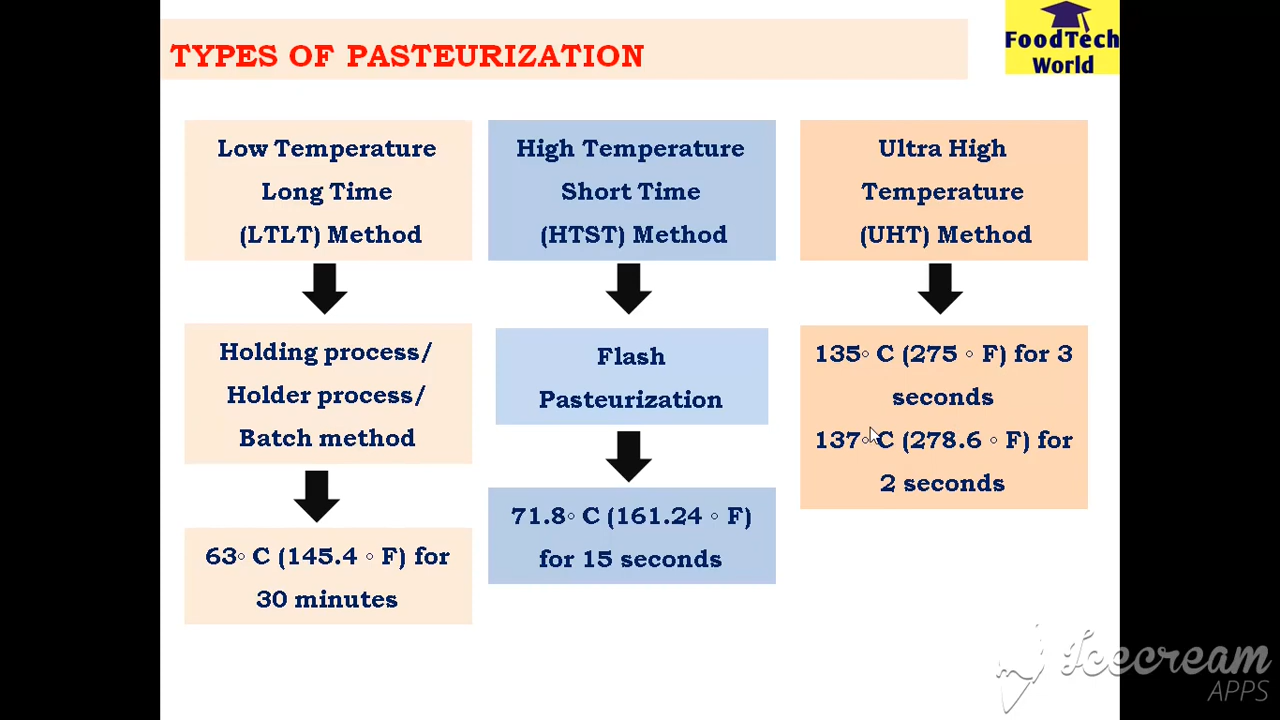 TYPES OF PASTEURIZATION
FoodTech
World
Low Temperature
Long Time
(LTLT) Method
Holding process/
Holder process/
Batch method
63◦ C (145.4 ◦ F) for
30 minutes
High Temperature
Short Time
(HTST) Method
Flash
Pasteurization
71.8◦ C (161.24 ◦ F)
for 15 seconds
Ultra High
Temperature
(UHT) Method
135◦ C (275 ◦ F) for 3
seconds
137◦ C (278.6 ◦ F) for
2 seconds
Icecream
APPS